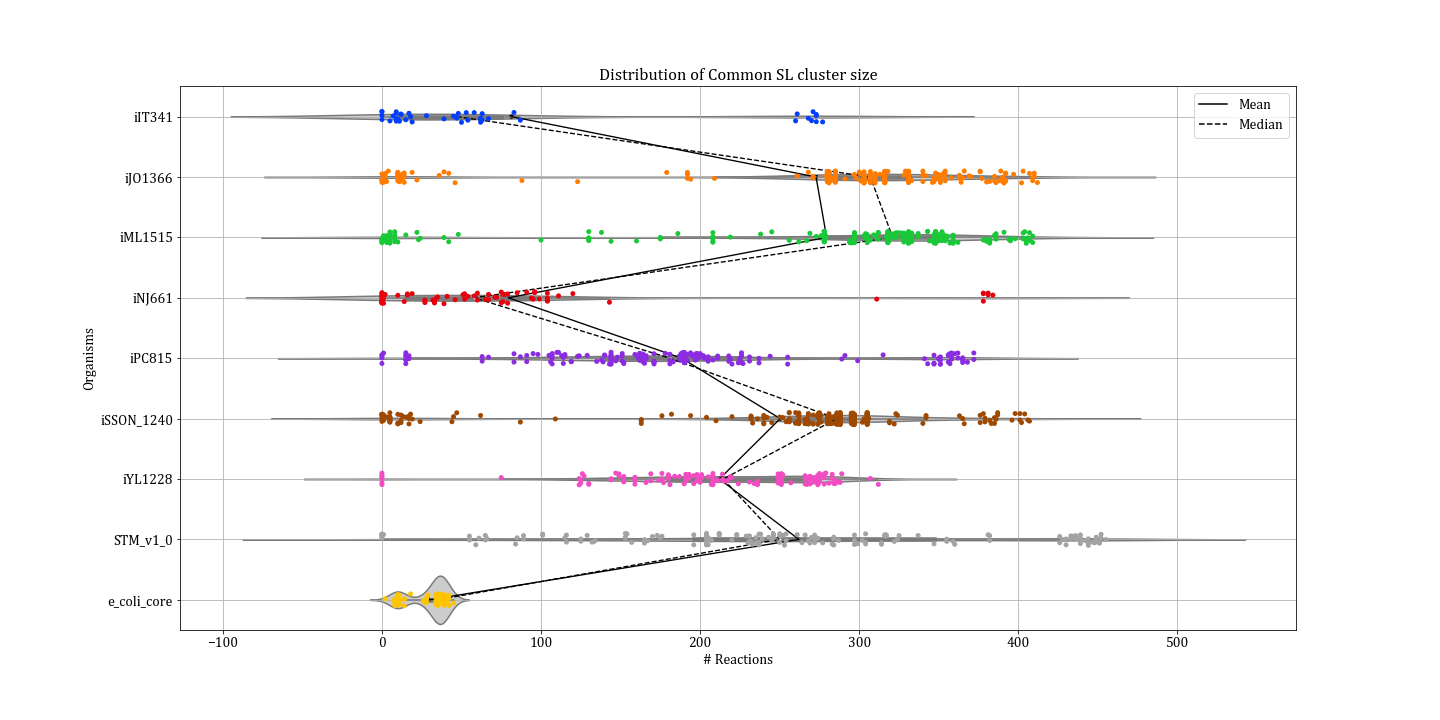 Distribution of Common SL cluster size
Mean
Median
Organisms
iIT341
iJO1366
iML1515
iNJ661
iPC815
iSSON_1240
iYL1228
STM_v1_0
e_coli_core
−100 0 100 200 300 400 500
# Reactions